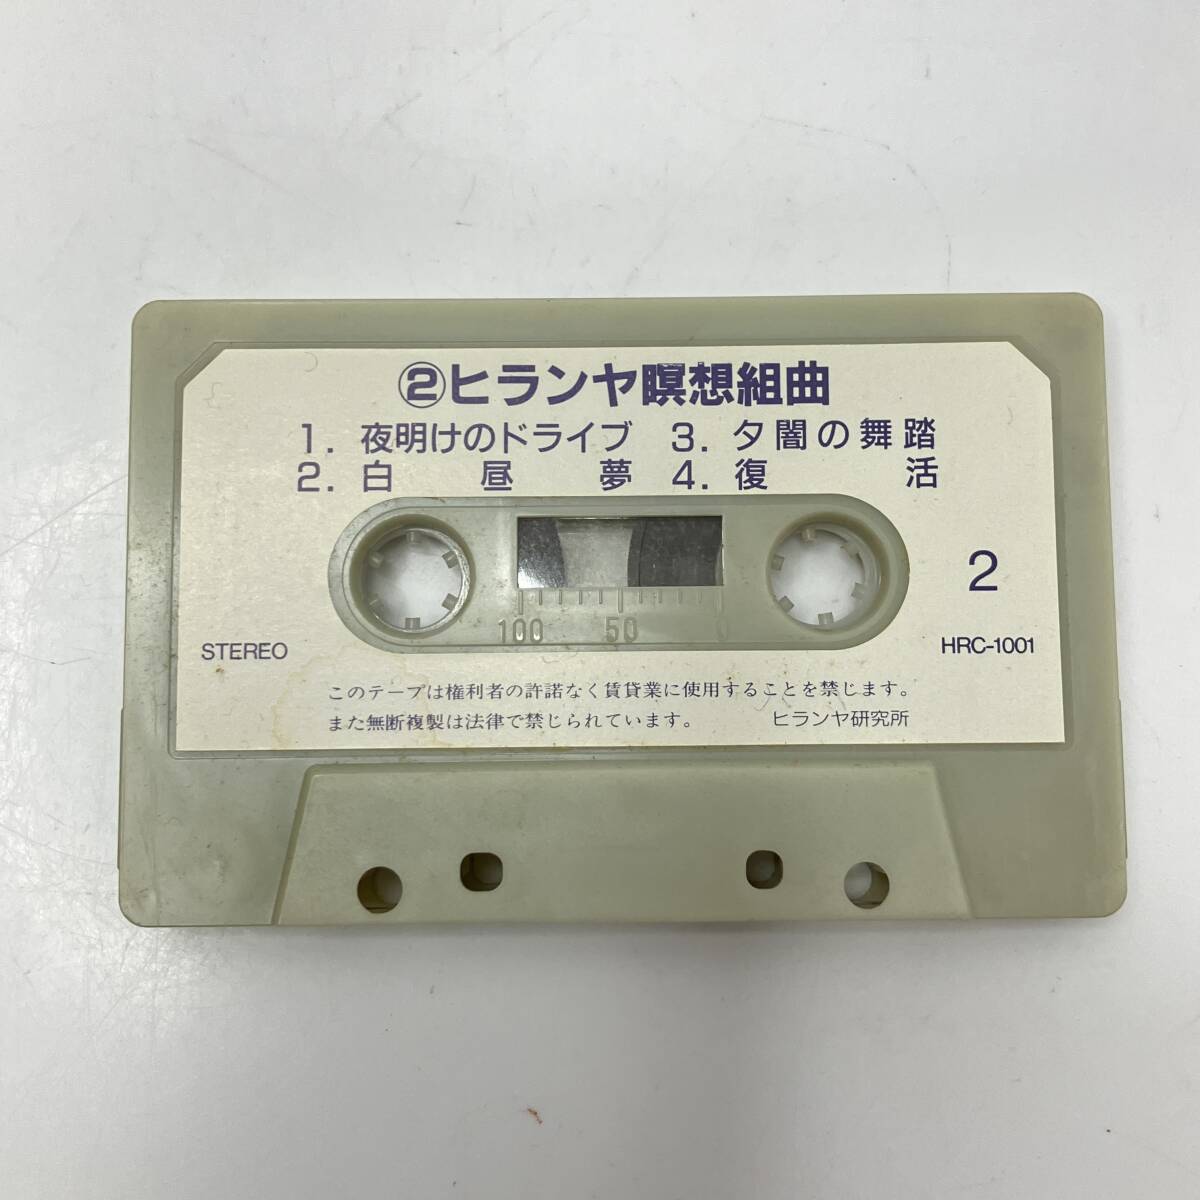 ②ヒランヤ瞑想組曲
1. 夜明けのドライブ 3. 夕闇の舞踏
2. 白昼夢 4. 復活
2
100 50 0
STEREO HRC-1001
このテープは権利者の許諾なく賃貸業に使用することを禁じます。
また無断複製は法律で禁じられています。 ヒランヤ研究所